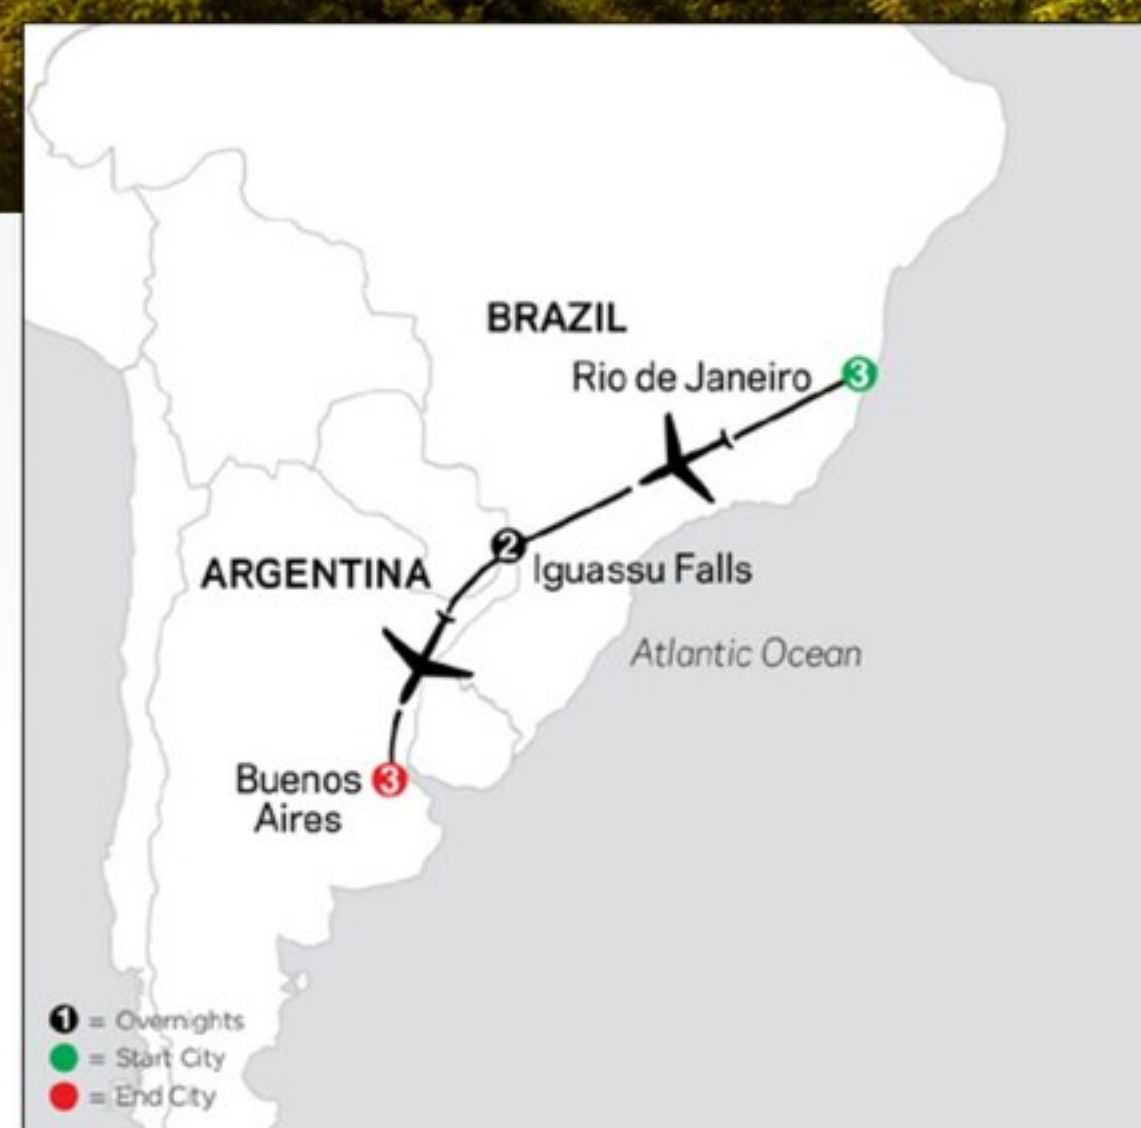 BRAZIL
Rio de Janeiro 3
2
Iguassu Falls
ARGENTINA
Atlantic Ocean
Buenos 3
Aires
1 = Overnights
= Start City
= End City